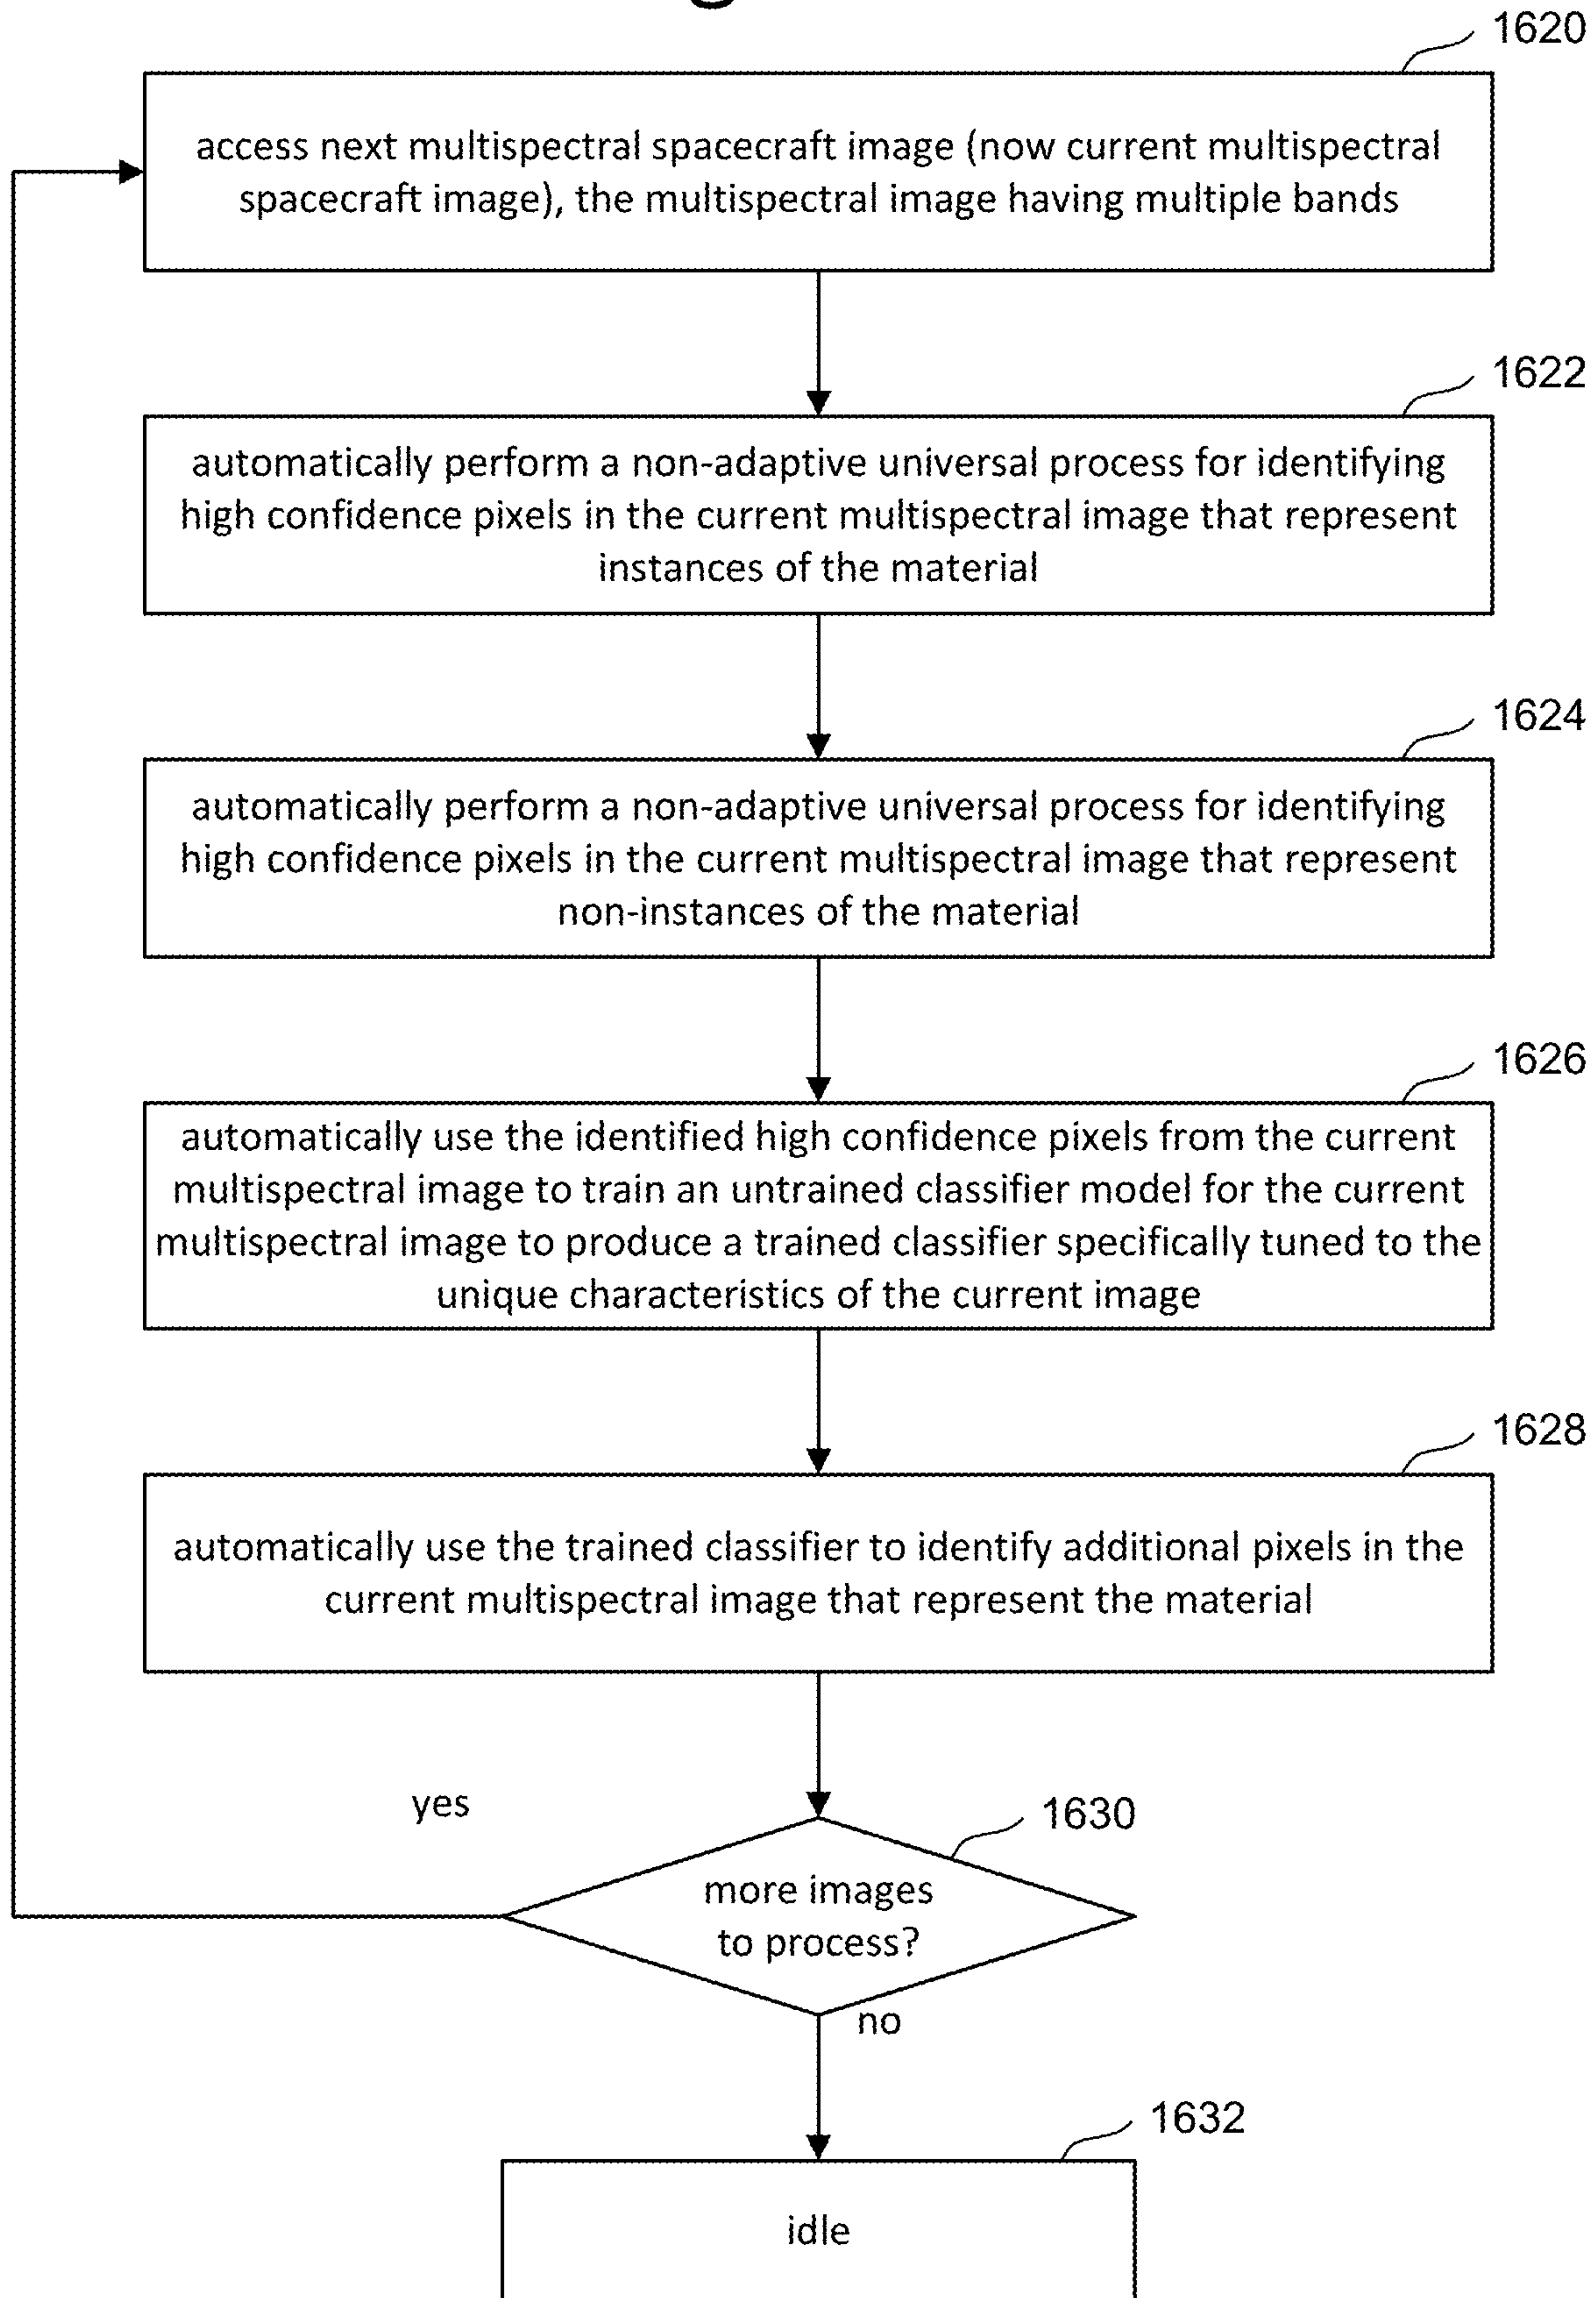 1620
access next multispectral spacecraft image (now current multispectral
spacecraft image), the multispectral image having multiple bands
1622
automatically perform a non-adaptive universal process for identifying
high confidence pixels in the current multispectral image that represent
instances of the material
1624
automatically perform a non-adaptive universal process for identifying
high confidence pixels in the current multispectral image that represent
non-instances of the material
1626
automatically use the identified high confidence pixels from the current
multispectral image to train an untrained classifier model for the current
multispectral image to produce a trained classifier specifically tuned to the
unique characteristics of the current image
1628
automatically use the trained classifier to identify additional pixels in the
current multispectral image that represent the material
yes
1630
more images
to process?
no
1632
idle